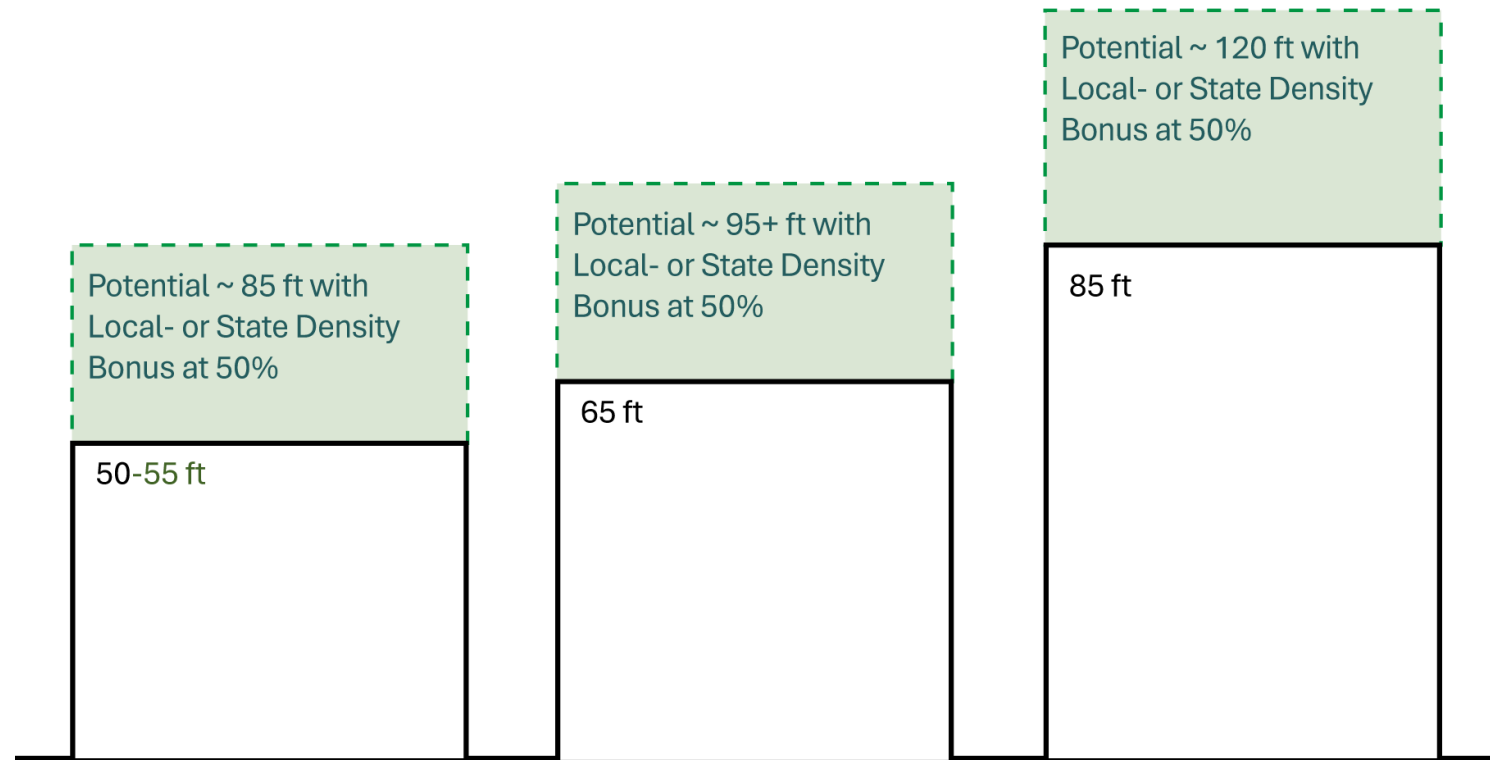 Potential ~ 85 ft with
Local- or State Density
Bonus at 50%
50-55 ft
Potential ~ 95+ ft with
Local- or State Density
Bonus at 50%
65 ft
Potential ~ 120 ft with
Local- or State Density
Bonus at 50%
85 ft